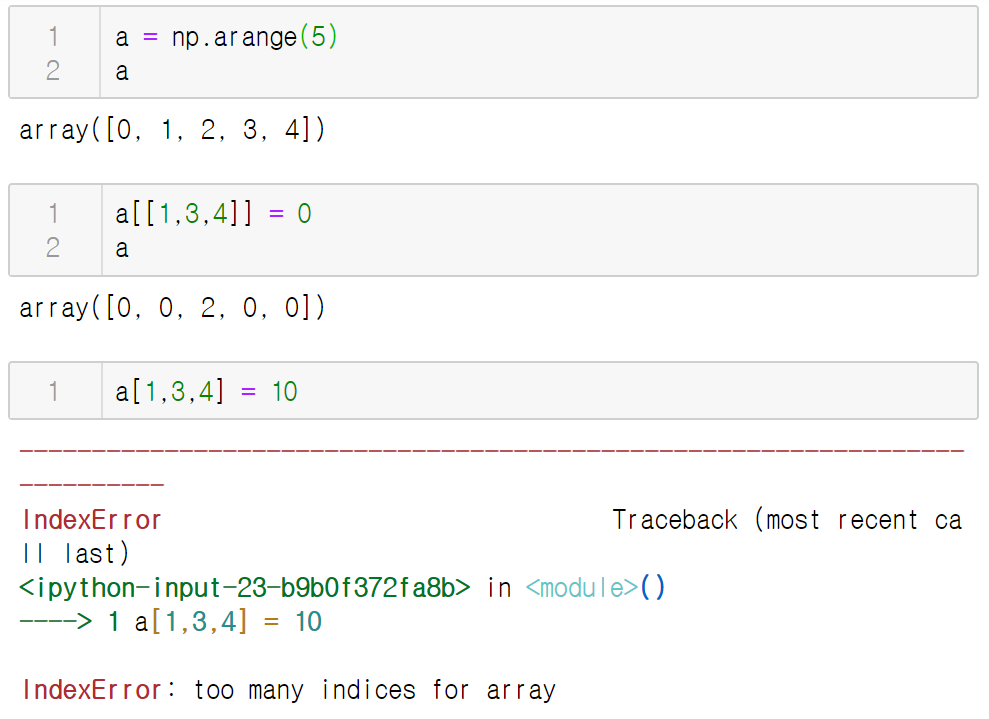 1 a = np.arange(5)
2 a
array([0, 1, 2, 3, 4])
1 a[[1,3,4]] = 0
2 a
array([0, 0, 2, 0, 0])
1 a[1,3,4] = 10
---------------------------------------------------------------------------
IndexError Traceback (most recent ca
ll last)
<ipython-input-23-b9b0f372fa8b> in <module>()
----> 1 a[1,3,4] = 10
IndexError: too many indices for array